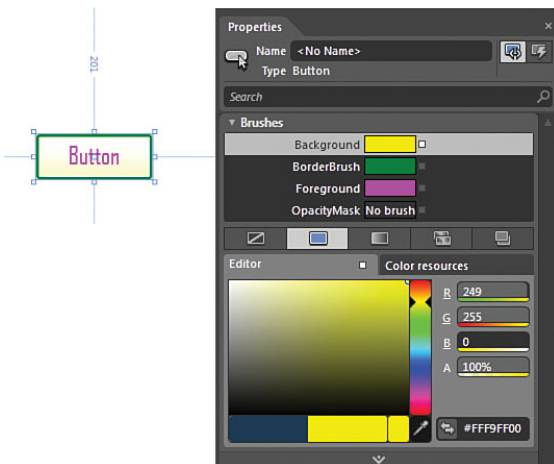 201
Button
Properties
Name <No Name>
Type Button
Search
Brushes
Background
BorderBrush
Foreground
OpacityMask No brush
Editor
Color resources
R 249
G 255
B 0
A 100%
#FFF9FF00